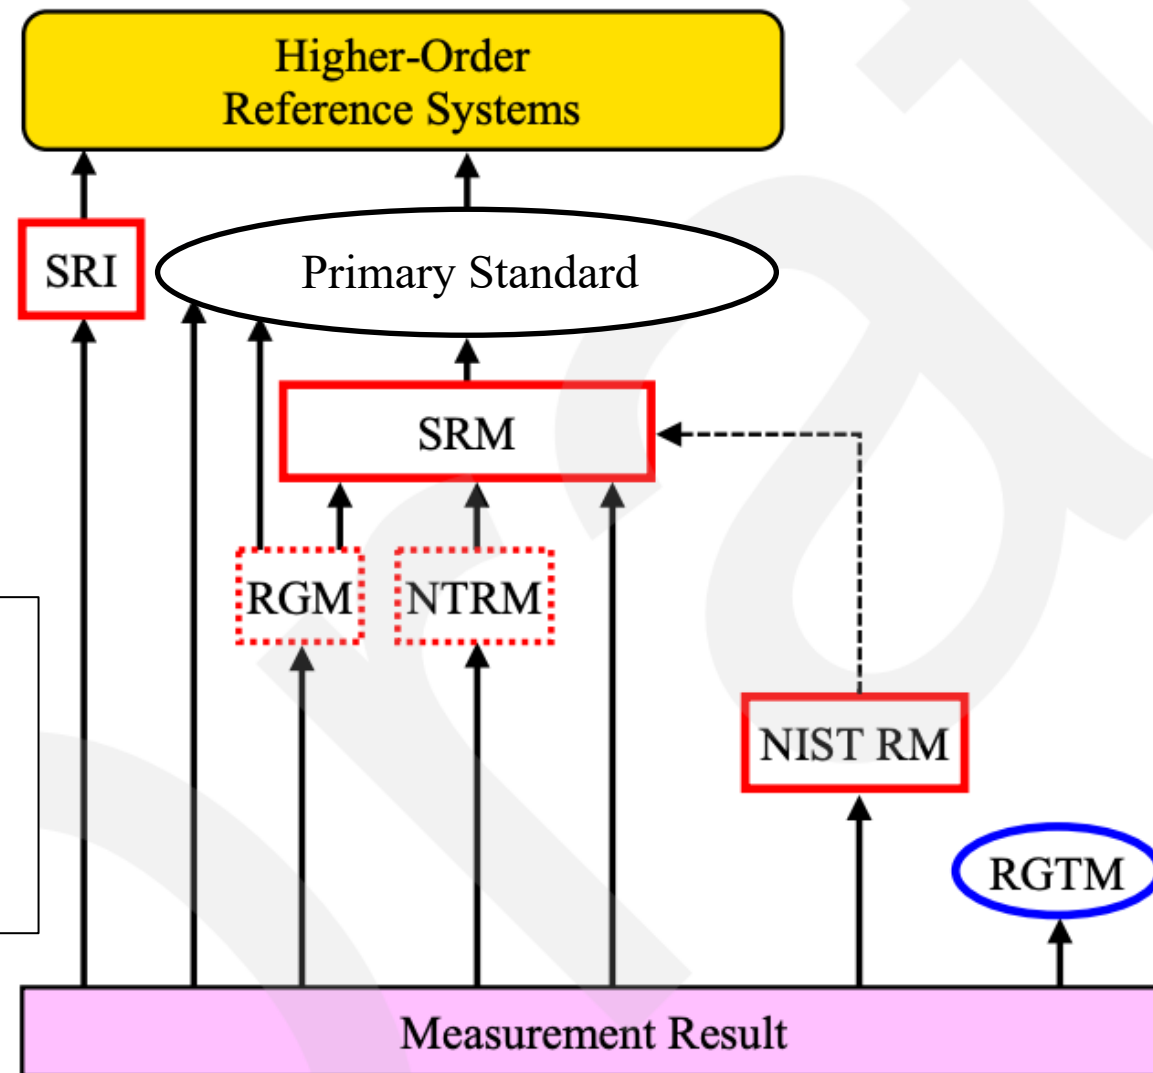 Higher-Order
Reference Systems
SRI
Primary Standard
SRM
RGM
NTRM
NIST RM
RGTM
Measurement Result